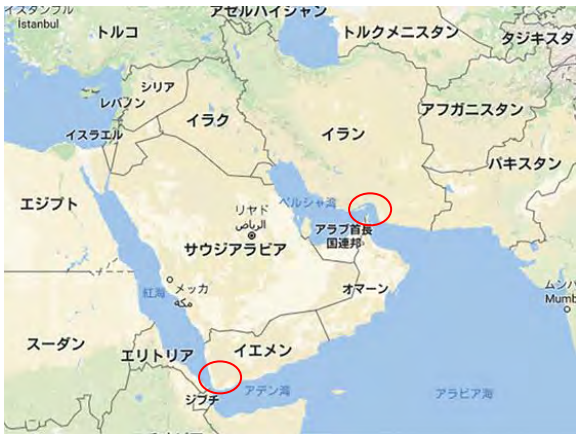 イスタンブル
Istanbul
トルコ
アゼルバイジャン
トルクメニスタン
タジキスタ
シリア
レバノン
イスラエル
イラク
イラン
アフガニスタン
パキスタン
エジプト
ペルシャ湾
リヤド
الرياض
サウジアラビア
アラブ首長
国連邦
メッカ
مكة
紅海
オマーン
ムンバ
Mumb
スーダン
エリトリア
イエメン
ジブチ
アデン湾
アラビア海